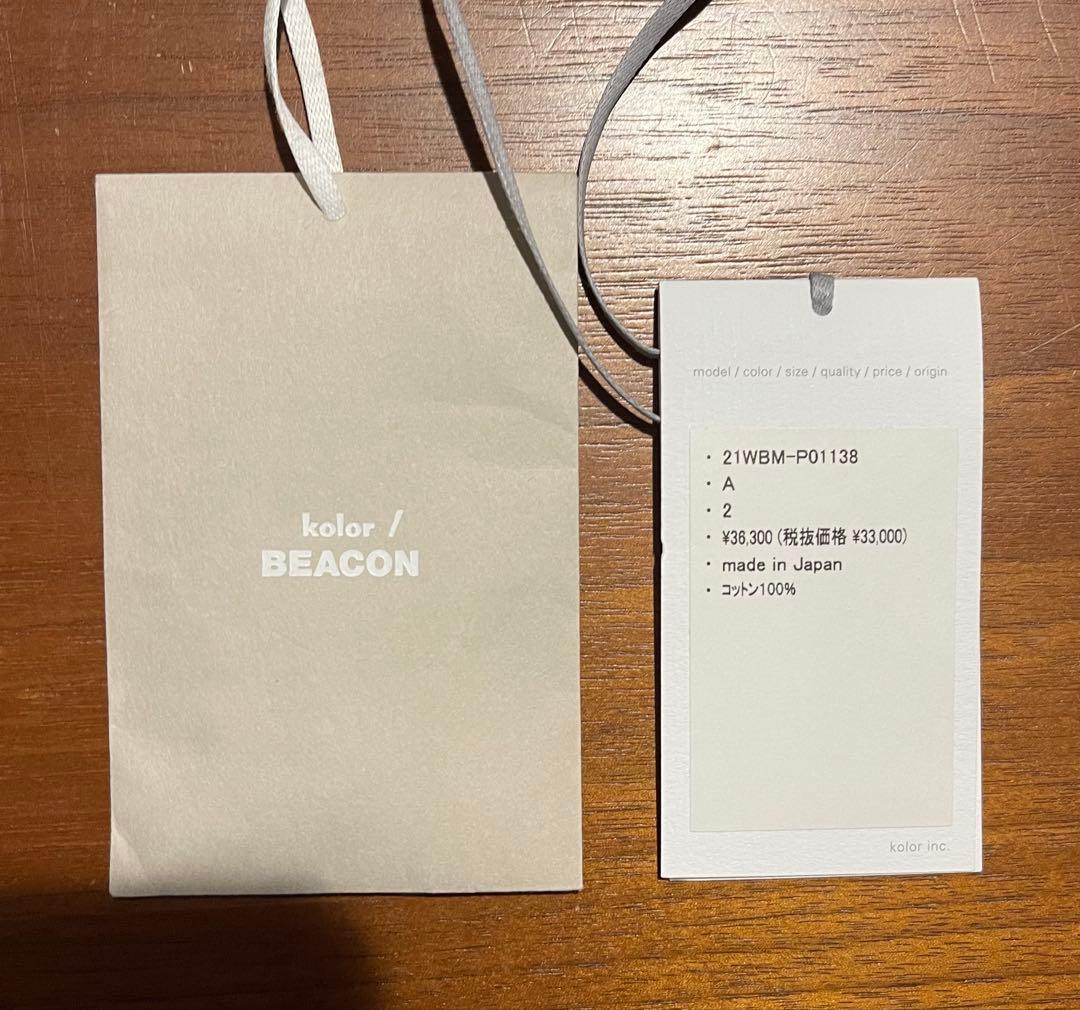 kolor /
BEACON
model / color / size / quality / price / origin
・ 21WBM-P01138
・ A
・ 2
・ ¥36,300 (税抜価格 ¥33,000)
・ made in Japan
・ コットン100%
kolor inc.